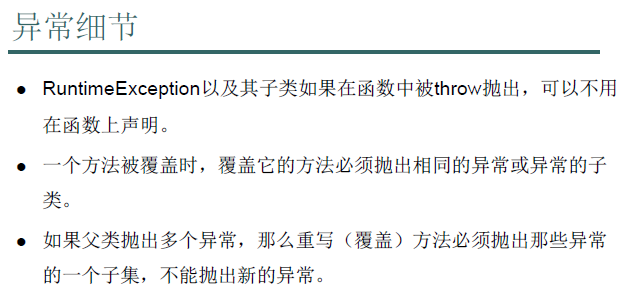 异常细节
● RuntimeException以及其子类如果在函数中被throw抛出，可以不用
在函数上声明。
● 一个方法被覆盖时，覆盖它的方法必须抛出相同的异常或异常的子
类。
● 如果父类抛出多个异常，那么重写（覆盖）方法必须抛出那些异常
的一个子集，不能抛出新的异常。